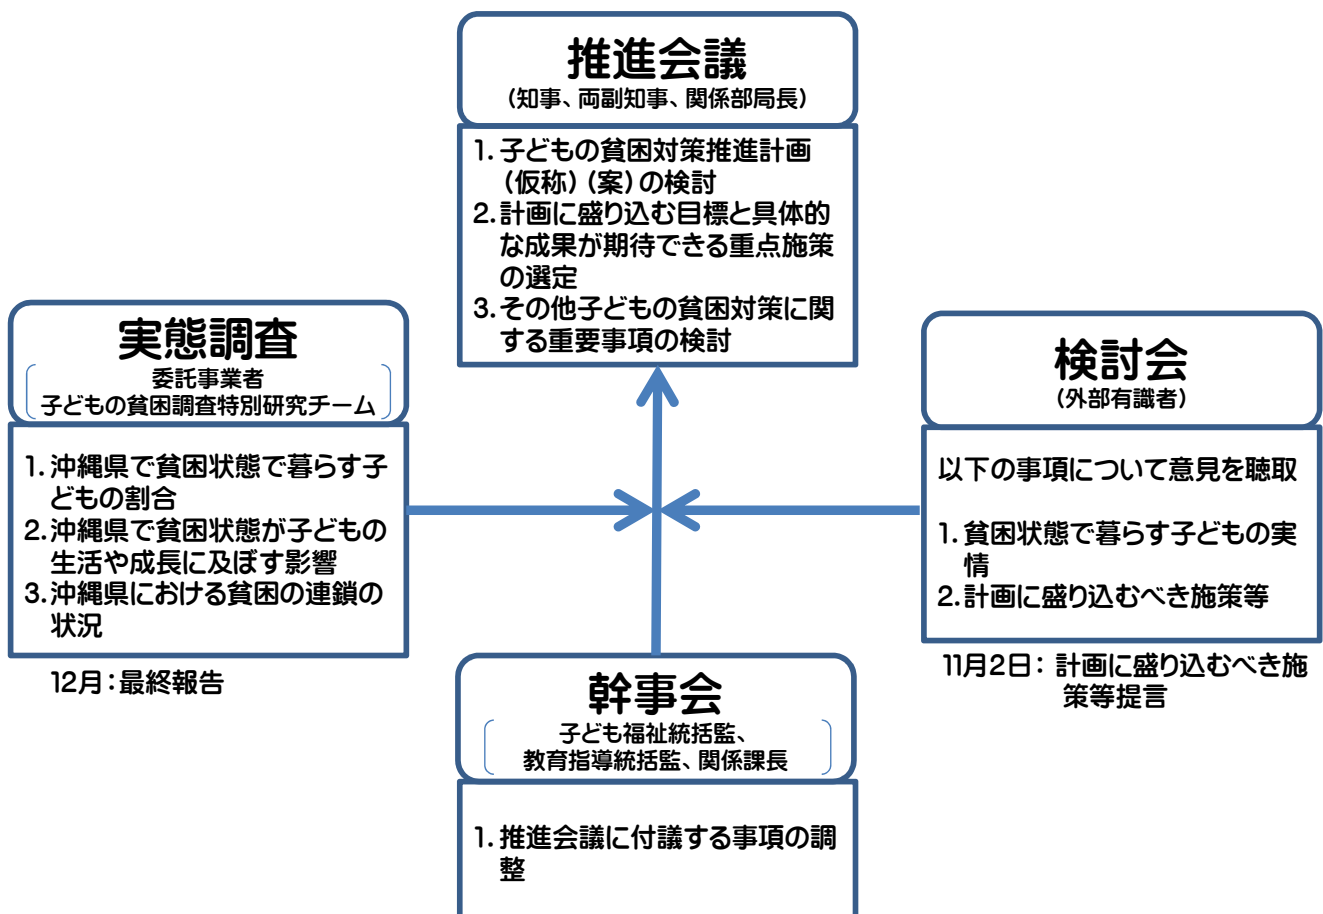 推進会議
(知事、両副知事、関係部局長)
1. 子どもの貧困対策推進計画
(仮称)(案)の検討
2.計画に盛り込む目標と具体的
な成果が期待できる重点施策
の選定
3.その他子どもの貧困対策に関
する重要事項の検討
実態調査
委託事業者
子どもの貧困調査特別研究チーム
1. 沖縄県で貧困状態で暮らす子
どもの割合
2.沖縄県で貧困状態が子どもの
生活や成長に及ぼす影響
3.沖縄県における貧困の連鎖の
状況
12月:最終報告
検討会
(外部有識者)
以下の事項について意見を聴取
1. 貧困状態で暮らす子どもの実
情
2.計画に盛り込むべき施策等
11月2日: 計画に盛り込むべき施
策等提言
幹事会
子ども福祉統括監、
教育指導統括監、関係課長
1. 推進会議に付議する事項の調
整